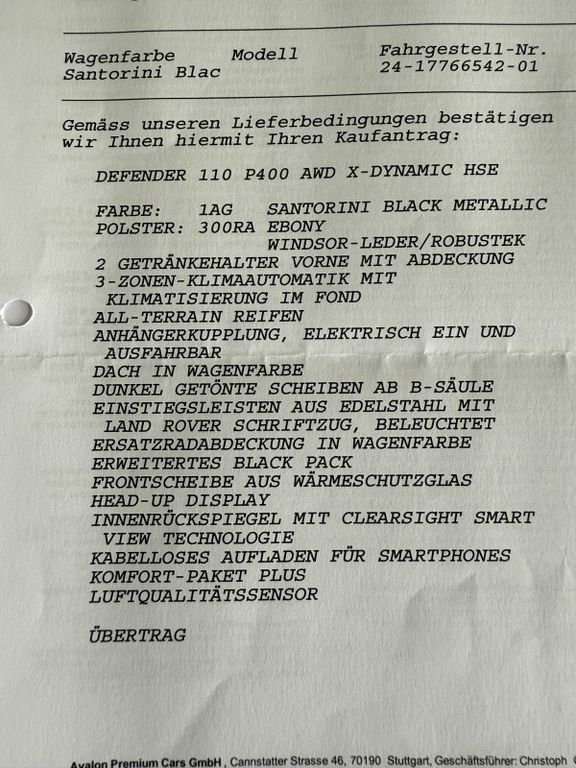 Wagenfarbe Modell Fahrgestell-Nr.
Santorini Blac 24-17766542-01
Gemäss unseren Lieferbedingungen bestätigen
wir Ihnen hiermit Ihren Kaufantrag:
DEFENDER 110 P400 AWD X-DYNAMIC HSE
FARBE: 1AG SANTORINI BLACK METALLIC
POLSTER: 300RA EBONY
WINDSOR-LEDER/ROBUSTEK
2 GETRÄNKEHALTER VORNE MIT ABDECKUNG
3-ZONEN-KLIMAAUTOMATIK MIT
KLIMATISIERUNG IM FOND
ALL-TERRAIN REIFEN
ANHÄNGERKUPPLUNG, ELEKTRISCH EIN UND
AUSFAHRBAR
DACH IN WAGENFARBE
DUNKEL GETÖNTE SCHEIBEN AB B-SÄULE
EINSTIEGSLEISTEN AUS EDELSTAHL MIT
LAND ROVER SCHRIFTZUG, BELEUCHTET
ERSATZRADABDECKUNG IN WAGENFARBE
ERWEITERTES BLACK PACK
FRONTSCHEIBE AUS WÄRMESCHUTZGLAS
HEAD-UP DISPLAY
INNENRÜCKSPIEGEL MIT CLEARSIGHT SMART
VIEW TECHNOLOGIE
KABELLOSES AUFLADEN FÜR SMARTPHONES
KOMFORT-PAKET PLUS
LUFTQUALITÄTSSENSOR
ÜBERTRAG
Avalon Premium Cars GmbH, Cannstatter Strasse 46, 70190 Stuttgart, Geschäftsführer: Christoph